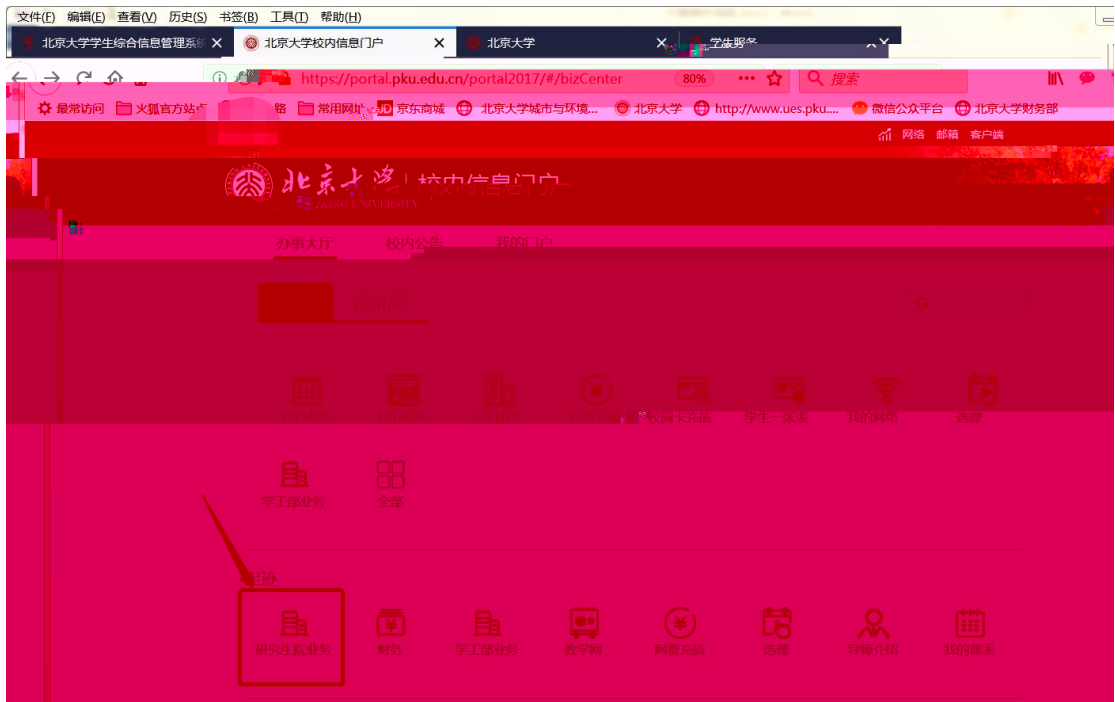 文件(F) 编辑(E) 查看(V) 历史(S) 书签(B) 工具(T) 帮助(H)
北京大学学生综合信息管理系统 × 北京大学校内信息门户 × 北京大学 ×
https://portal.pku.edu.cn/portal2017/#/bizCenter 80% 搜索
最常访问 火狐官方站点 常用网址 JD 京东商城 北京大学城市与环境... 北京大学 http://www.ues.pku.... 微信公众平台 北京大学财务部
网络 邮箱 客户端
北京大学 校内信息门户
UNIVERSITY
办事大厅 校内公告 我的门户
校园卡充值 学生一张表 我的网络 选课
学工部业务 全部
足迹
研究生院业务 财务 学工部业务 教学网 网费充值 选课 导师介绍 我的课表